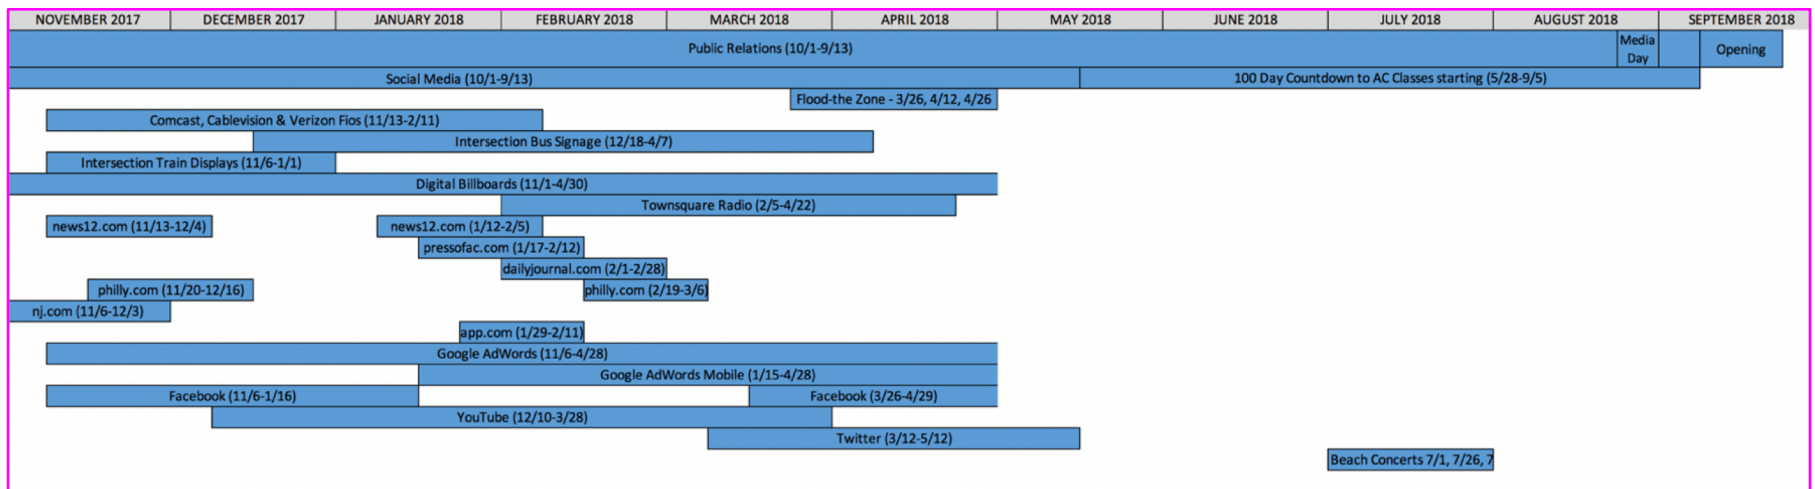 NOVEMBER 2017 DECEMBER 2017 JANUARY 2018 FEBRUARY 2018 MARCH 2018 APRIL 2018 MAY 2018 JUNE 2018 JULY 2018 AUGUST 2018 SEPTEMBER 2018
Public Relations (10/1-9/13)
Media
Day
Opening
Social Media (10/1-9/13) 100 Day Countdown to AC Classes starting (5/28-9/5)
Flood-the Zone - 3/26, 4/12, 4/26
Comcast, Cablevision & Verizon Fios (11/13-2/11)
Intersection Bus Signage (12/18-4/7)
Intersection Train Displays (11/6-1/1)
Digital Billboards (11/1-4/30)
Townsquare Radio (2/5-4/22)
news12.com (11/13-12/4) news12.com (1/12-2/5)
pressofac.com (1/17-2/12)
dailyjournal.com (2/1-2/28)
philly.com (11/20-12/16) philly.com (2/19-3/6)
nj.com (11/6-12/3)
app.com (1/29-2/11)
Google AdWords (11/6-4/28)
Google AdWords Mobile (1/15-4/28)
Facebook (11/6-1/16) Facebook (3/26-4/29)
YouTube (12/10-3/28)
Twitter (3/12-5/12)
Beach Concerts 7/1, 7/26, 7